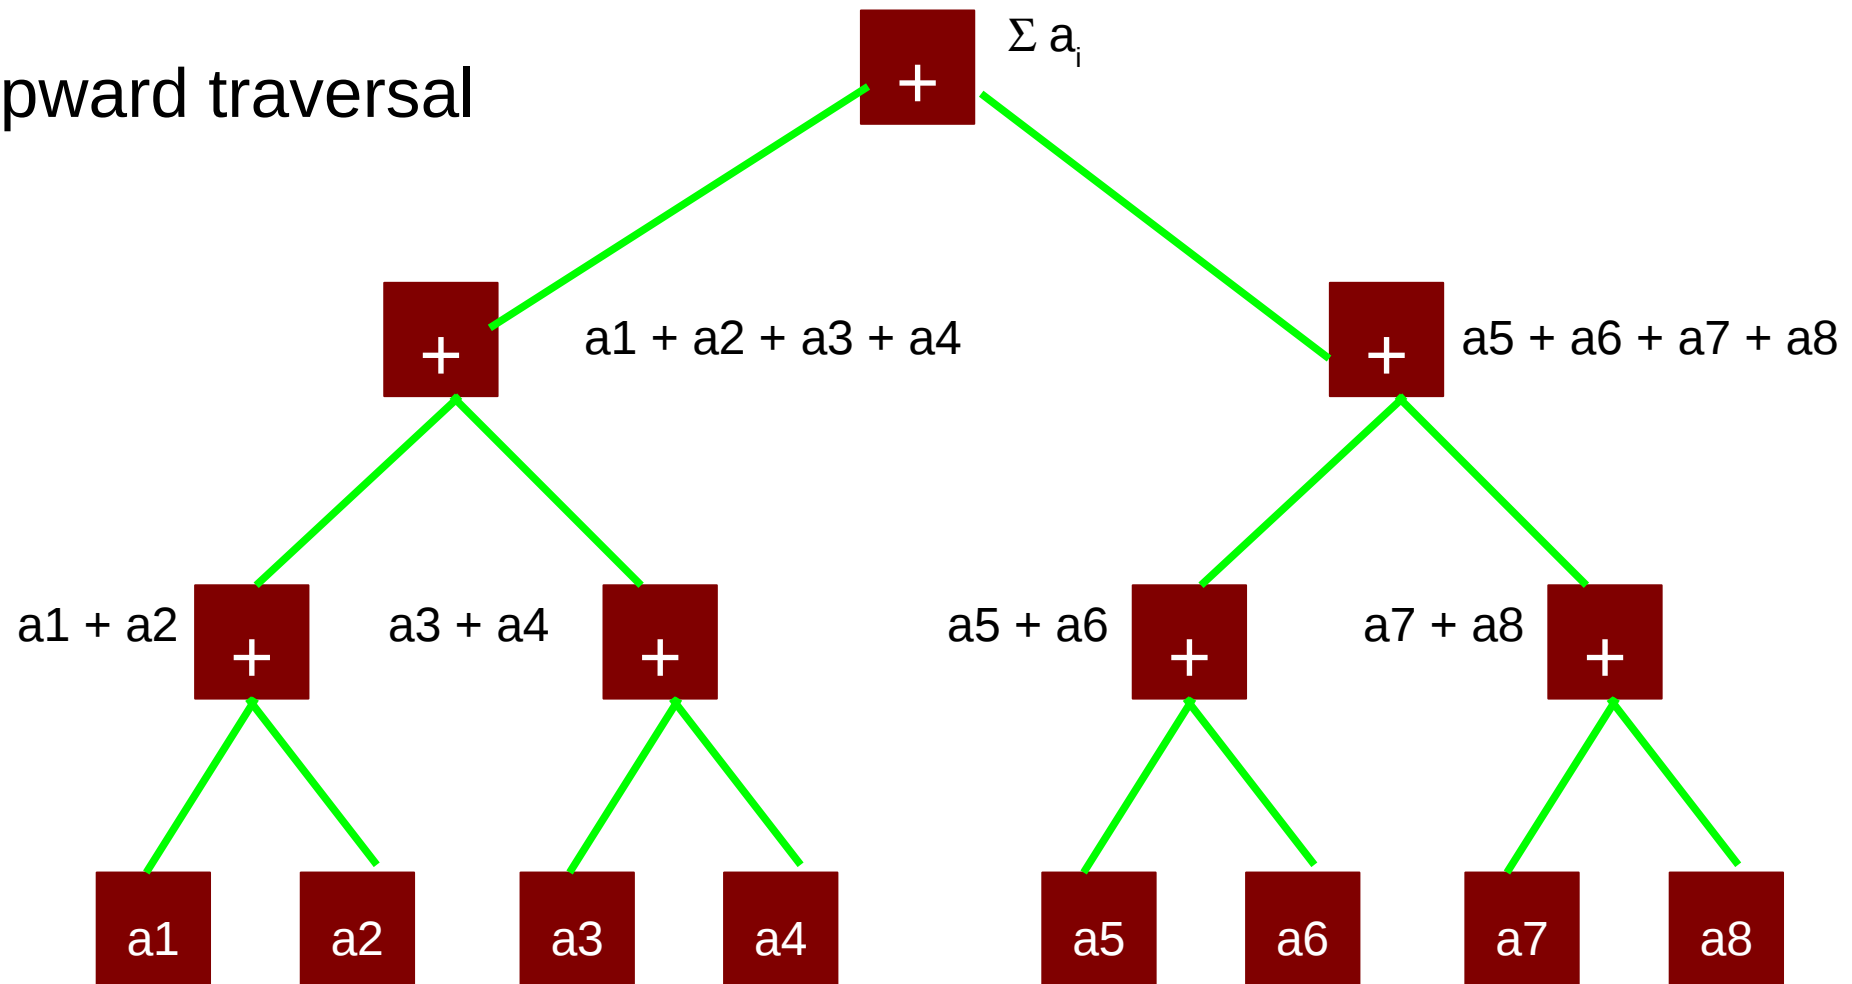 Σ ai
pward traversal
+
+
a1 + a2 + a3 + a4
+
a5 + a6 + a7 + a8
a1 + a2
+
a3 + a4
+
a5 + a6
+
a7 + a8
+
a1
a2
a3
a4
a5
a6
a7
a8